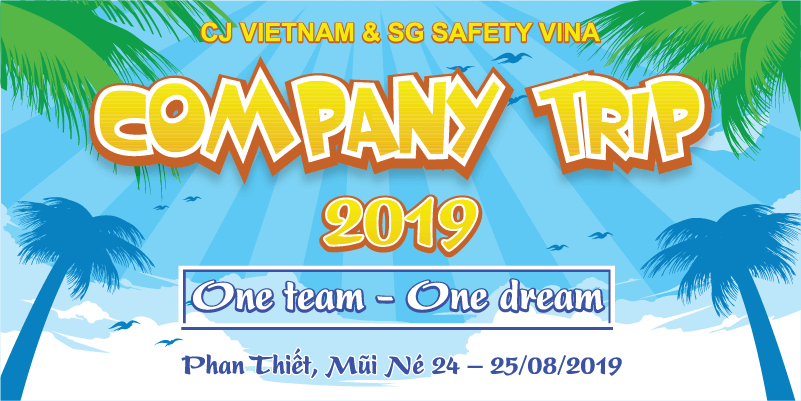 CJ VIETNAM & SG SAFETY VINA
COMPANY TRIP
2019
One team - One dream
Phan Thiết, Mũi Né 24 – 25/08/2019